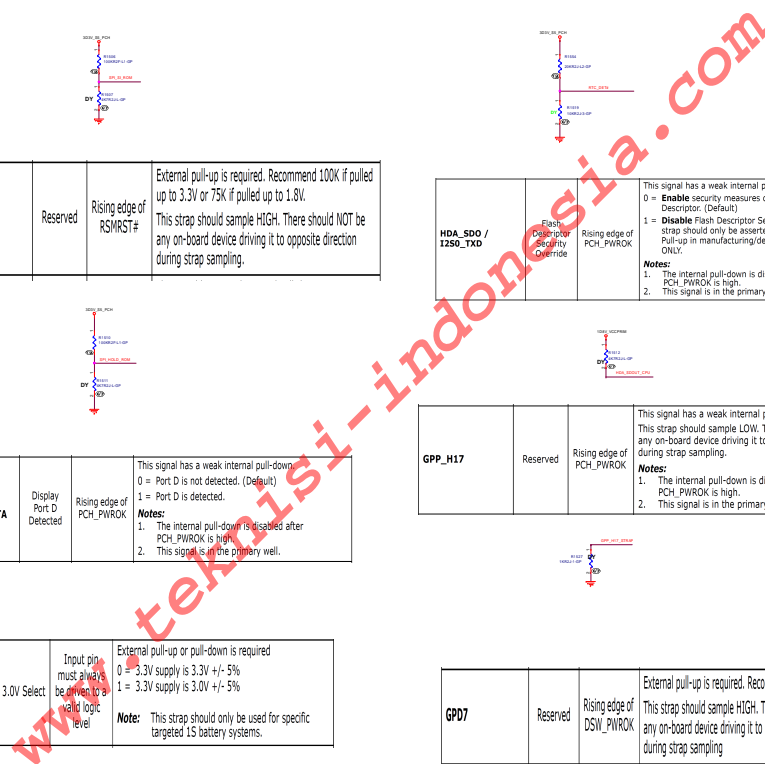 3D3V_S5_PCH
SPI_IO_ROM
DY
Reserved
Rising edge of
RSMRST#
External pull-up is required. Recommend 100K if pulled
up to 3.3V or 75K if pulled up to 1.8V.
This strap should sample HIGH. There should NOT be
any on-board device driving it to opposite direction
during strap sampling.
3D3V_S5_PCH
SPI_HOLD_ROM
DY
TA
Display
Port D
Detected
Rising edge of
PCH_PWROK
This signal has a weak internal pull-down.
0 = Port D is not detected. (Default)
1 = Port D is detected.
Notes:
1. The internal pull-down is disabled after
PCH_PWROK is high.
2. This signal is in the primary well.
3.0V Select
Input pin
must always
be driven to a
valid logic
level
External pull-up or pull-down is required
0 = 3.3V supply is 3.3V +/- 5%
1 = 3.3V supply is 3.0V +/- 5%
Note: This strap should only be used for specific
targeted 1S battery systems.
3D3V_S5_PCH
DY
HDA_SDO /
I2S0_TXD
Flash
Descriptor
Security
Override
Rising edge of
PCH_PWROK
This signal has a weak internal p
0 = Enable security measures
Descriptor. (Default)
1 = Disable Flash Descriptor Se
strap should only be asserte
Pull-up in manufacturing/de
ONLY.
Notes:
1. The internal pull-down is di
PCH_PWROK is high.
2. This signal is in the primary
HDA_SDOUT_CPU
DY
GPP_H17
Reserved
Rising edge of
PCH_PWROK
This signal has a weak internal p
This strap should sample LOW. T
any on-board device driving it to
during strap sampling.
Notes:
1. The internal pull-down is di
PCH_PWROK is high.
2. This signal is in the primary
DY
GPD7
Reserved
Rising edge of
DSW_PWROK
External pull-up is required. Reco
This strap should sample HIGH. T
any on-board device driving it to
during strap sampling
www.teknisi-indonesia.com